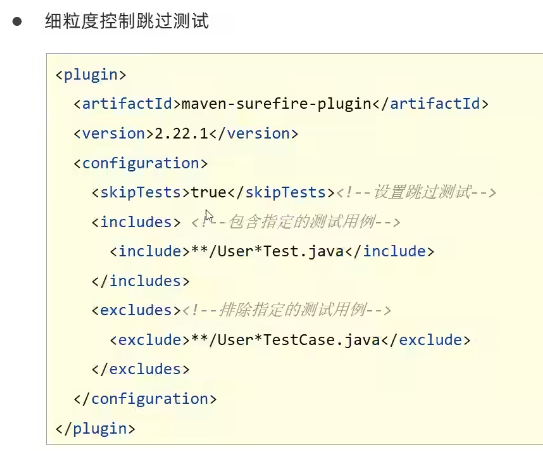 ● 细粒度控制跳过测试
<plugin>
<artifactId>maven-surefire-plugin</artifactId>
<version>2.22.1</version>
<configuration>
<skipTests>true</skipTests><!--设置跳过测试-->
<includes> <!--包含指定的测试用例-->
<include>**/User*Test.java</include>
</includes>
<excludes><!--排除指定的测试用例-->
<exclude>**/User*TestCase.java</exclude>
</excludes>
</configuration>
</plugin>